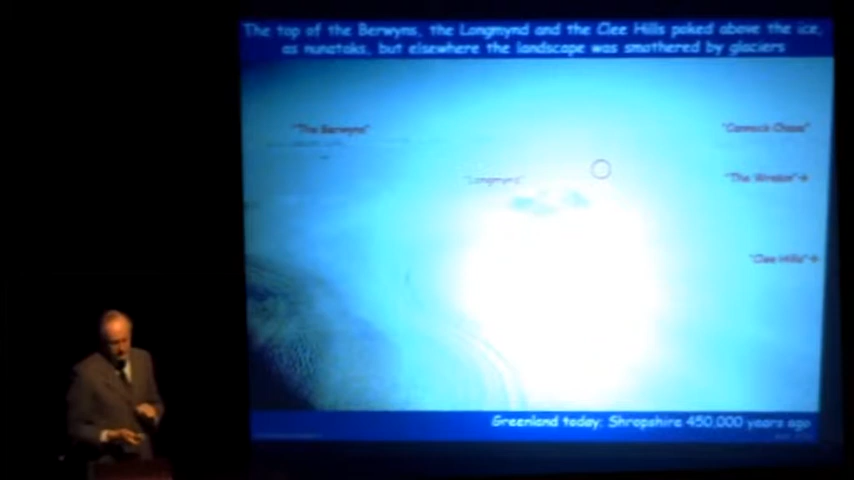 The top of the Berwyns, the Longmynd and the Clee Hills poked above the ice,
as nunataks, but elsewhere the landscape was smothered by glaciers
"The Berwyns"
"Cannock Chase"
"Longmynd"
"The Wrekin"→
"Clee Hills"→
Greenland today: Shropshire 450,000 years ago